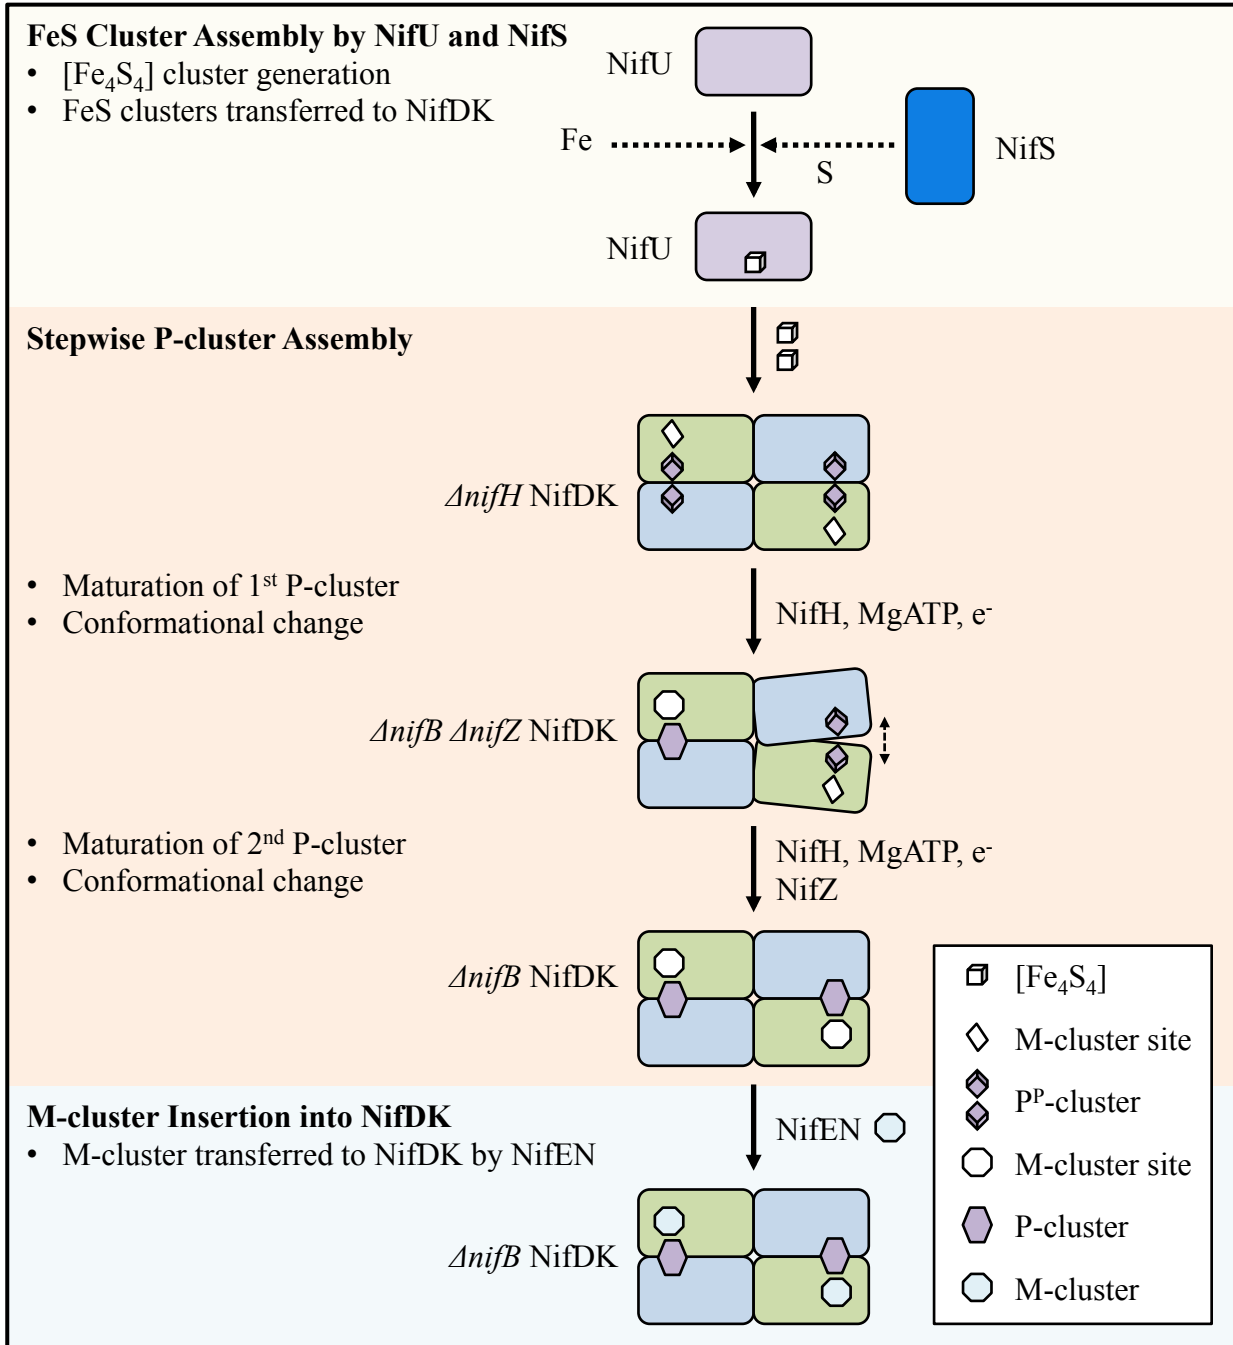 FeS Cluster Assembly by NifU and NifS
• [Fe₄S₄] cluster generation
• FeS clusters transferred to NifDK
NifU
Fe
S
NifS
NifU
Stepwise P-cluster Assembly
ΔnifH NifDK
• Maturation of 1ˢᵗ P-cluster
• Conformational change
NifH, MgATP, e⁻
ΔnifB ΔnifZ NifDK
• Maturation of 2ⁿᵈ P-cluster
• Conformational change
NifH, MgATP, e⁻
NifZ
ΔnifB NifDK
M-cluster Insertion into NifDK
• M-cluster transferred to NifDK by NifEN
NifEN
ΔnifB NifDK
[Fe₄S₄]
M-cluster site
Pᴾ-cluster
M-cluster site
P-cluster
M-cluster